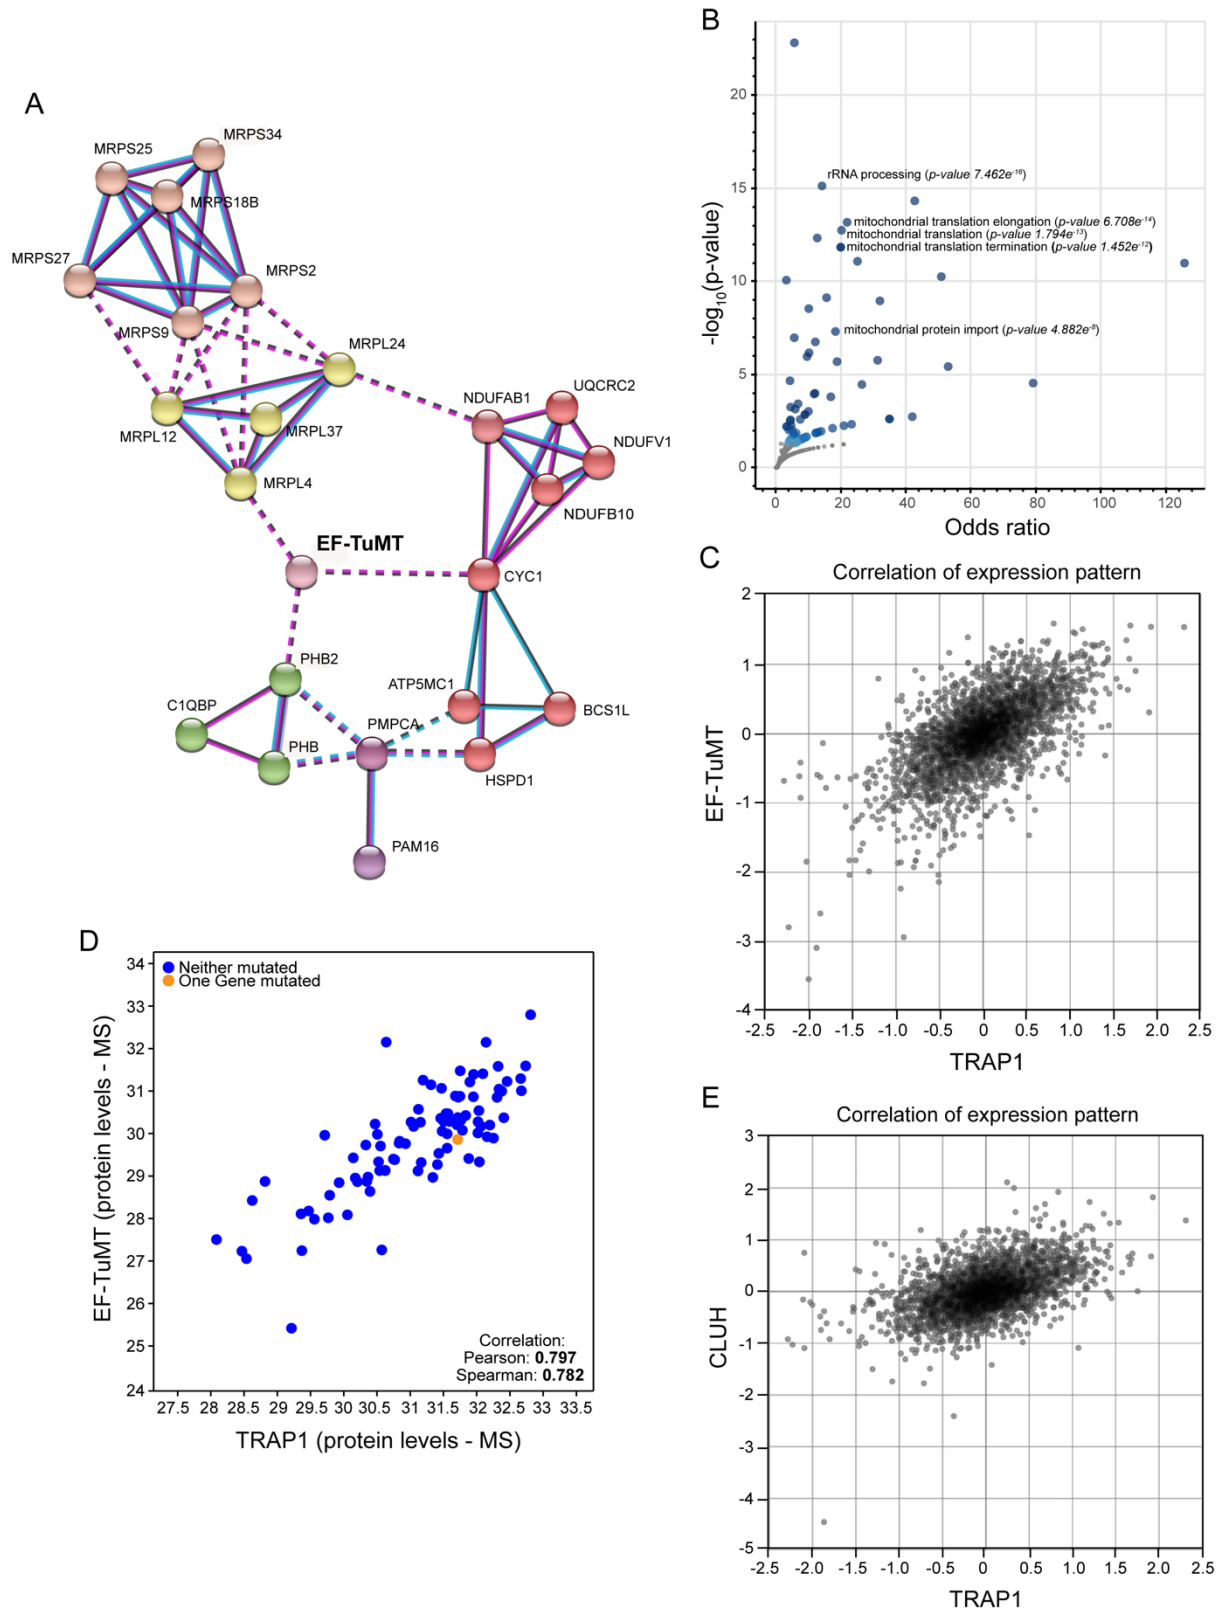 A
MRPS34
MRPS25
MRPS18B
MRPS27
MRPS2
MRPS9
MRPL24
MRPL12
MRPL37
MRPL4
NDUFAB1
UQCRC2
NDUFV1
NDUFB10
EF-TuMT
CYC1
PHB2
C1QBP
PHB
PMPCA
ATP5MC1
BCS1L
HSPD1
PAM16
B
-log10(p-value)
20
15
10
5
0
rRNA processing (p-value 7.462e-16)
mitochondrial translation elongation (p-value 6.708e-14)
mitochondrial translation (p-value 1.794e-13)
mitochondrial translation termination (p-value 1.452e-12)
mitochondrial protein import (p-value 4.882e-8)
0 20 40 60 80 100 120
Odds ratio
C
Correlation of expression pattern
EF-TuMT
2
1
0
-1
-2
-3
-4
-2.5 -2.0 -1.5 -1.0 -0.5 0 0.5 1.0 1.5 2.0 2.5
TRAP1
D
Neither mutated
One Gene mutated
EF-TuMT (protein levels - MS)
34
33
32
31
30
29
28
27
26
25
24
Correlation:
Pearson: 0.797
Spearman: 0.782
27.5 28 28.5 29 29.5 30 30.5 31 31.5 32 32.5 33 33.5
TRAP1 (protein levels - MS)
E
Correlation of expression pattern
CLUH
3
2
1
0
-1
-2
-3
-4
-5
-2.5 -2.0 -1.5 -1.0 -0.5 0 0.5 1.0 1.5 2.0 2.5
TRAP1